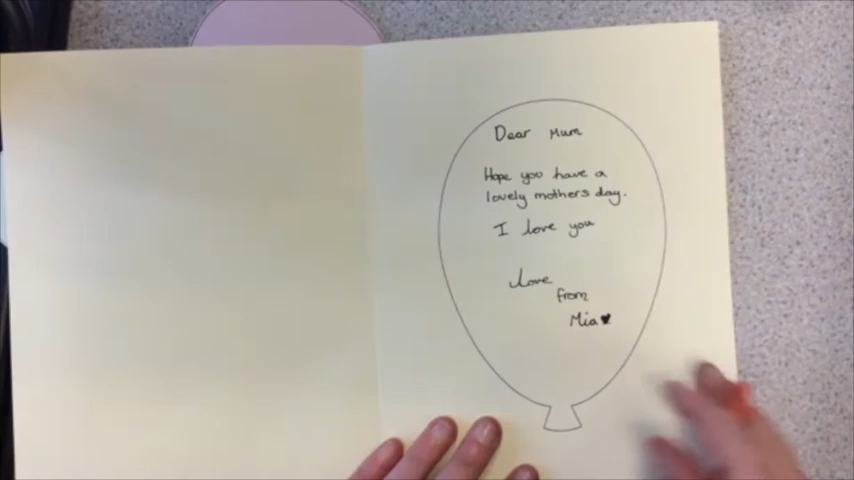 Dear Mum
Hope you have a
lovely mothers day.
I love you
Love
from
Mia♥